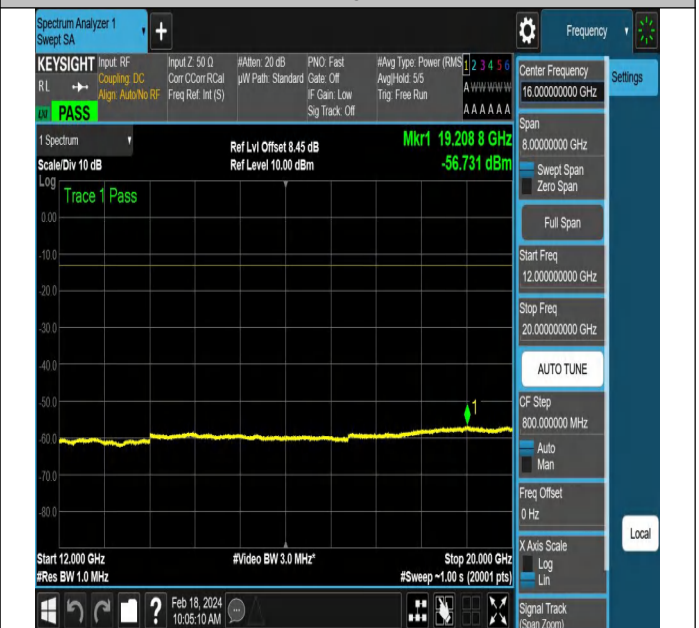 Spectrum Analyzer 1
Swept SA
Frequency
KEYSIGHT
RL
Input: RF
Coupling: DC
Align: Auto/No RF
Input Z: 50 Ω
Corr CCorr RCal
Freq Ref: Int (S)
#Atten: 20 dB
µW Path: Standard
PNO: Fast
Gate: Off
IF Gain: Low
Sig Track: Off
#Avg Type: Power (RMS
Avg|Hold: 5/5
Trig: Free Run
1 2 3 4 5 6
A W W W W W
A A A A A A
PASS
1 Spectrum
Scale/Div 10 dB
Ref Lvl Offset 8.45 dB
Ref Level 10.00 dBm
Mkr1 19.208 8 GHz
-56.731 dBm
Log
Trace 1 Pass
0.00
-10.0
-20.0
-30.0
-40.0
-50.0
-60.0
-70.0
-80.0
1
Start 12.000 GHz
#Res BW 1.0 MHz
#Video BW 3.0 MHz*
Stop 20.000 GHz
#Sweep ~1.00 s (20001 pts)
Feb 18, 2024
10:05:10 AM
Center Frequency
16.000000000 GHz
Settings
Span
8.00000000 GHz
Swept Span
Zero Span
Full Span
Start Freq
12.000000000 GHz
Stop Freq
20.000000000 GHz
AUTO TUNE
CF Step
800.000000 MHz
Auto
Man
Freq Offset
0 Hz
X Axis Scale
Log
Lin
Local
Signal Track
(Span Zoom)